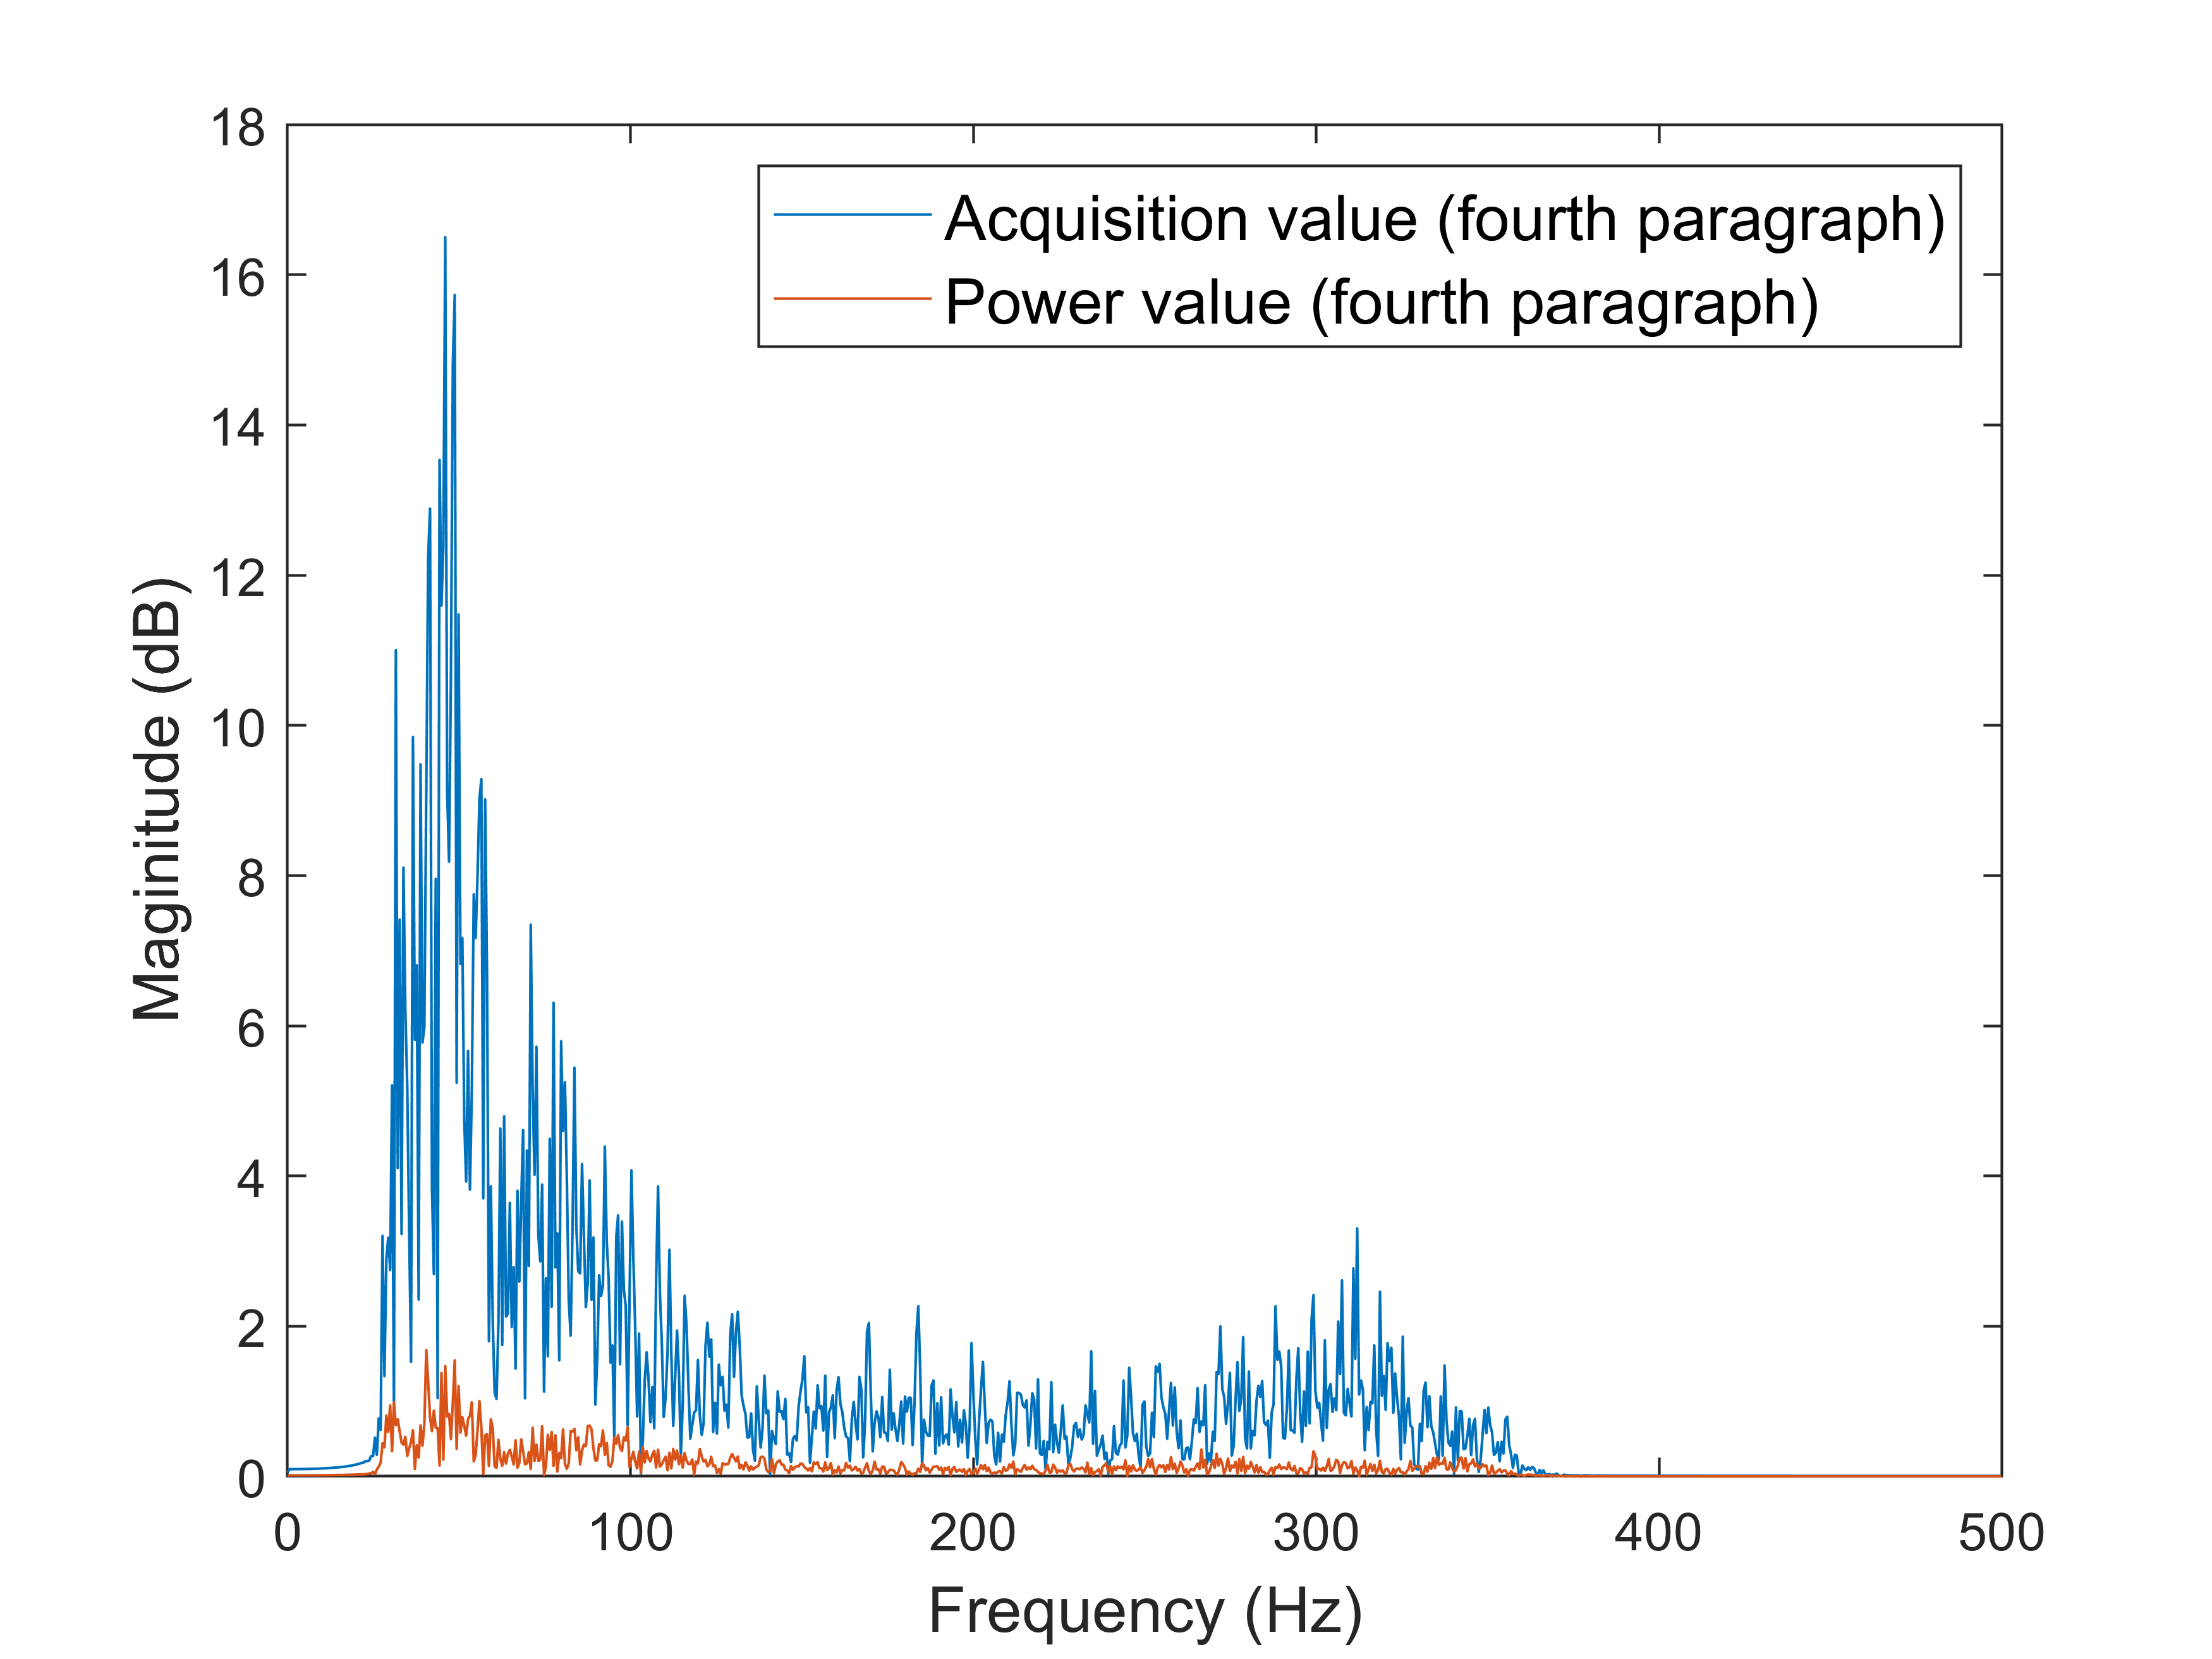 18
16
14
12
10
8
6
4
2
0
Maginitude (dB)
Acquisition value (fourth paragraph)
Power value (fourth paragraph)
0 100 200 300 400 500
Frequency (Hz)